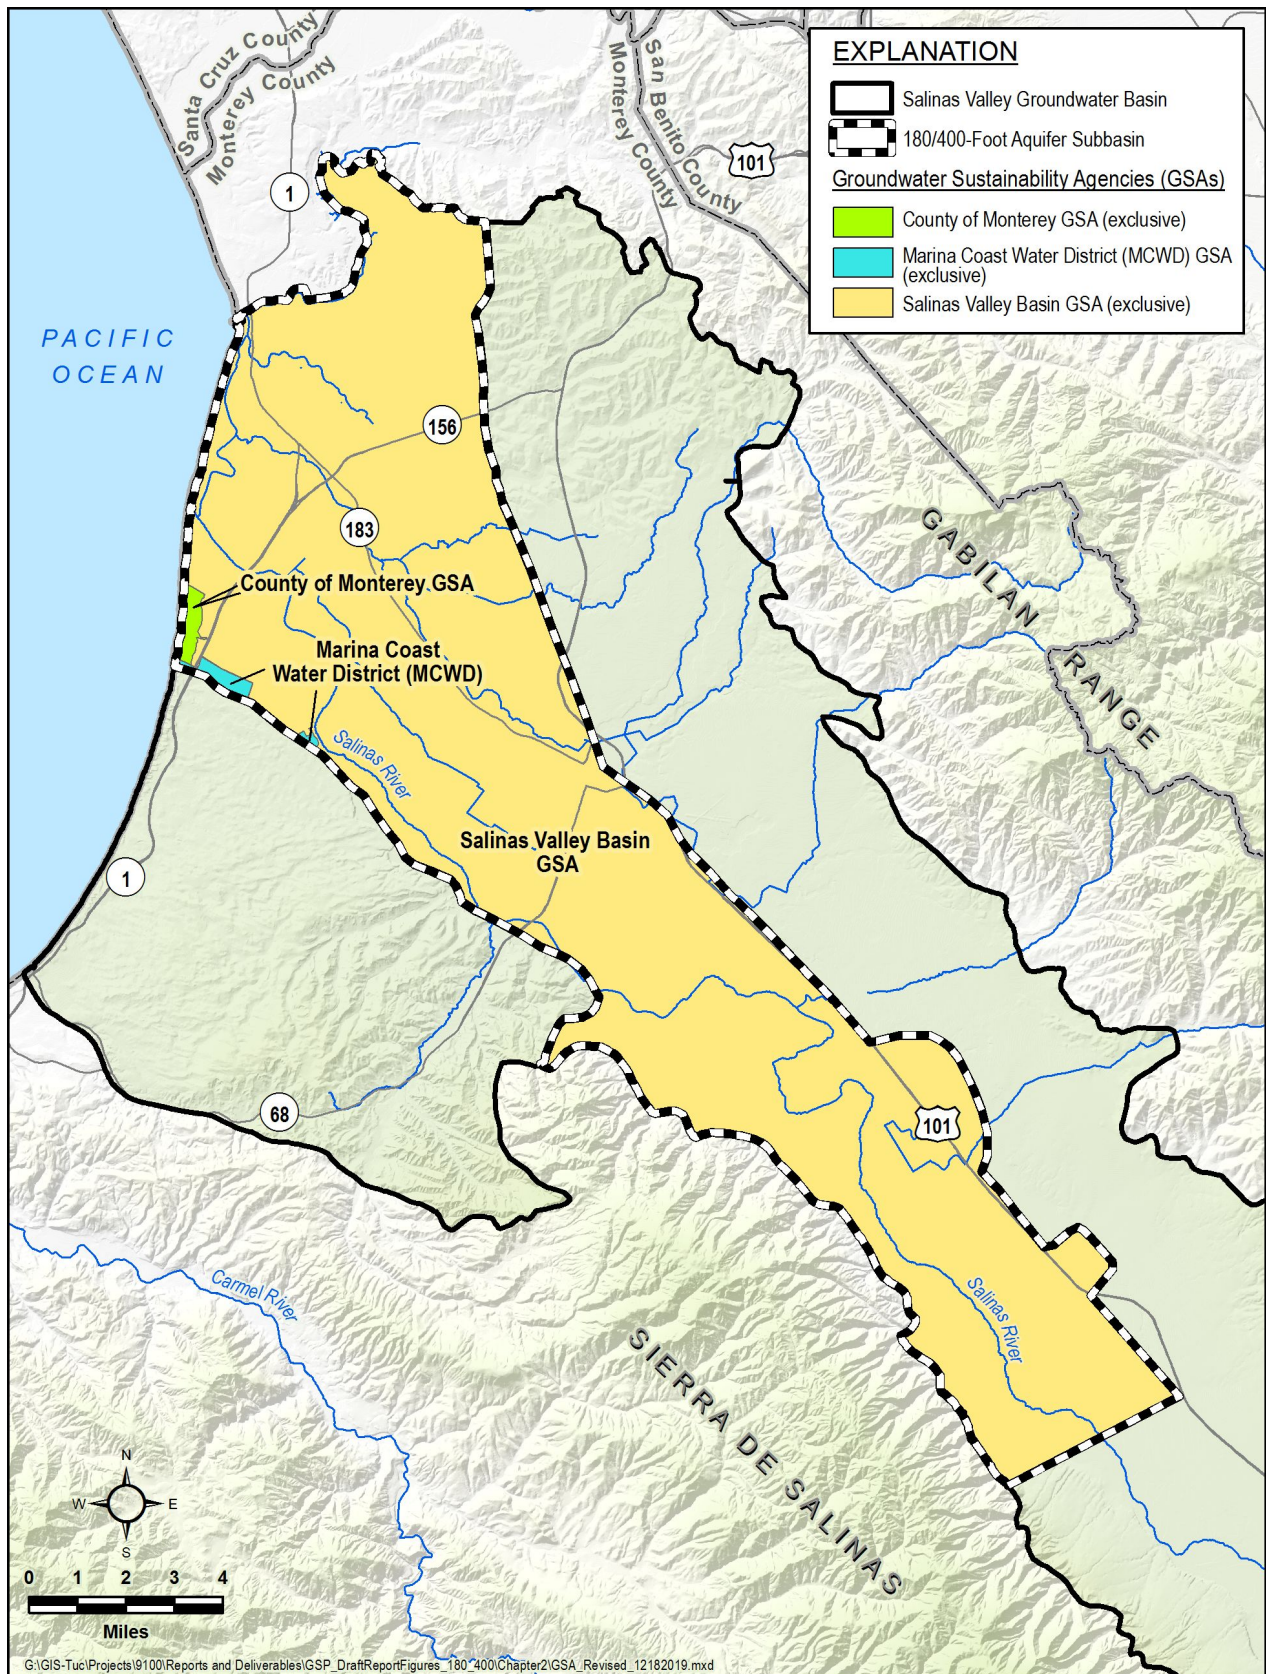 Santa Cruz County
Monterey County
Monterey County
San Benito County
101
1
EXPLANATION
Salinas Valley Groundwater Basin
180/400-Foot Aquifer Subbasin
Groundwater Sustainability Agencies (GSAs)
County of Monterey GSA (exclusive)
Marina Coast Water District (MCWD) GSA
(exclusive)
Salinas Valley Basin GSA (exclusive)
PACIFIC
OCEAN
156
183
GABILAN
RANGE
County of Monterey GSA
Marina Coast
Water District (MCWD)
Salinas River
Salinas Valley Basin
GSA
1
68
101
Carmel River
Salinas River
SIERRA DE SALINAS
N
W
E
S
0 1 2 3 4
Miles
G:\GIS-Tuc\Projects\9100\Reports and Deliverables\GSP_DraftReportFigures_180_400\Chapter2\GSA_Revised_12182019.mxd